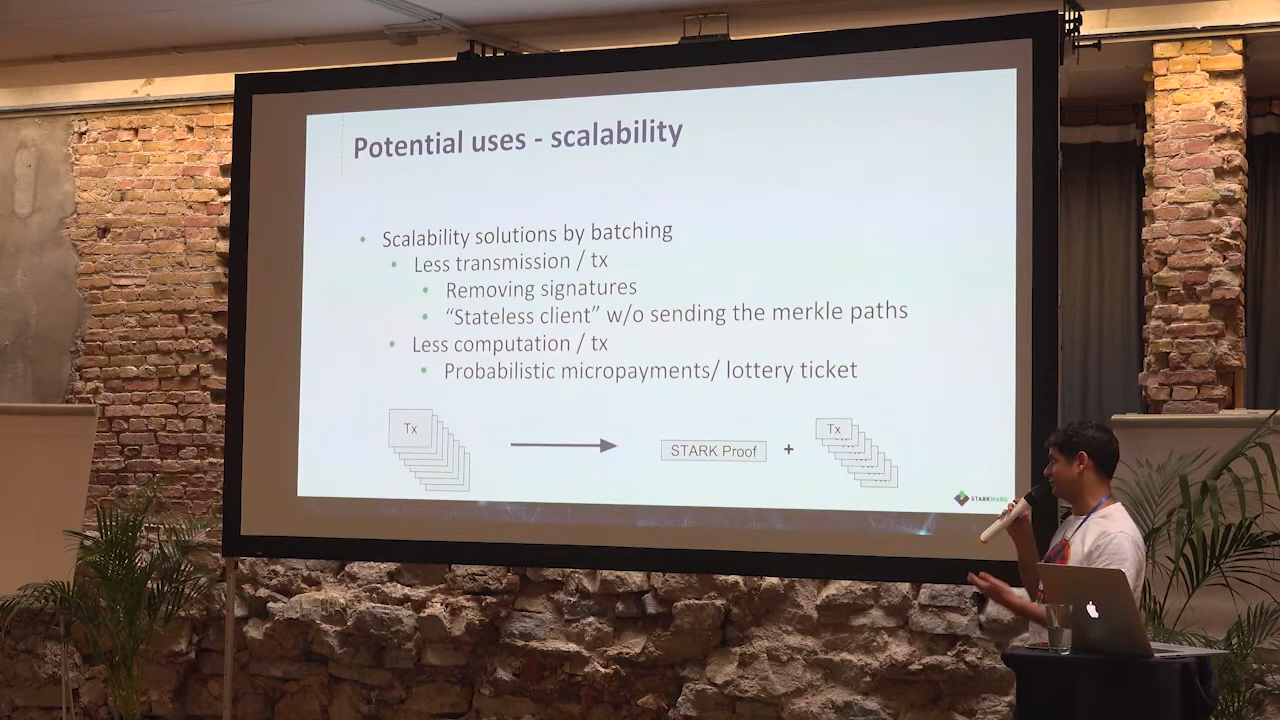 Potential uses - scalability
• Scalability solutions by batching
• Less transmission / tx
• Removing signatures
• “Stateless client” w/o sending the merkle paths
• Less computation / tx
• Probabilistic micropayments/ lottery ticket
Tx
STARK Proof + Tx
STARKWARE